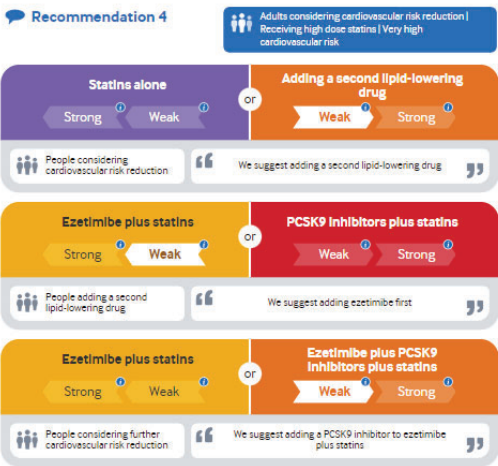 Recommendation 4
Adults considering cardiovascular risk reduction |
Receiving high dose statins | Very high
cardiovascular risk
Statins alone
Strong
Weak
or
Adding a second lipid-lowering
drug
Weak
Strong
People considering
cardiovascular risk reduction
We suggest adding a second lipid-lowering drug
Ezetimibe plus statins
Strong
Weak
or
PCSK9 inhibitors plus statins
Weak
Strong
People adding a second
lipid-lowering drug
We suggest adding ezetimibe first
Ezetimibe plus statins
Strong
Weak
or
Ezetimibe plus PCSK9
inhibitors plus statins
Weak
Strong
People considering further
cardiovascular risk reduction
We suggest adding a PCSK9 inhibitor to ezetimibe
plus statins